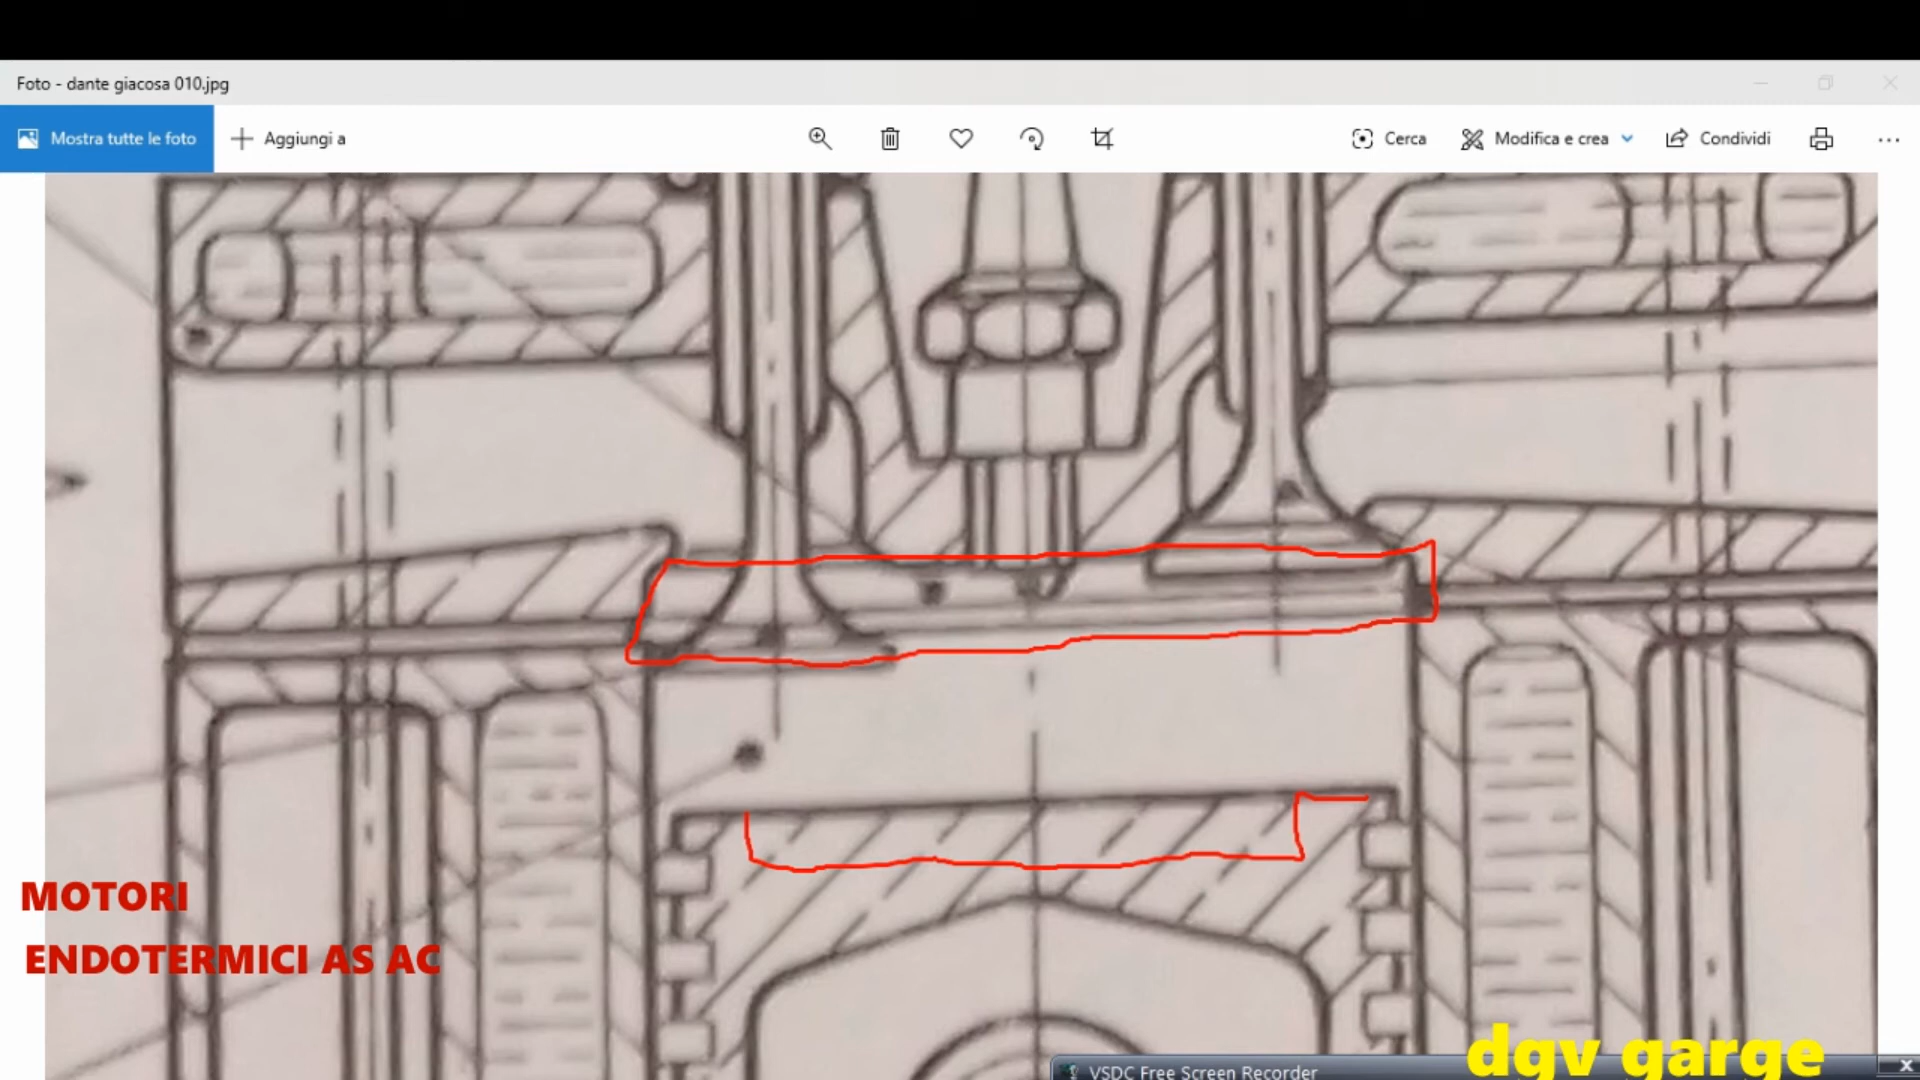 Foto - dante giacosa 010.jpg
Mostra tutte le foto
Aggiungi a
Cerca
Modifica e crea
Condividi
MOTORI
ENDOTERMICI AS AC
dgv garge
VSDC Free Screen Recorder